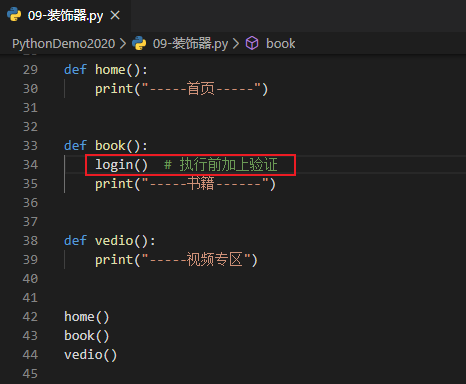 09-装饰器.py ×
PythonDemo2020 > 09-装饰器.py > book
29 def home():
30     print("-----首页-----")
31
32
33 def book():
34     login()  # 执行前加上验证
35     print("-----书籍------")
36
37
38 def vedio():
39     print("-----视频专区")
40
41
42 home()
43 book()
44 vedio()
45